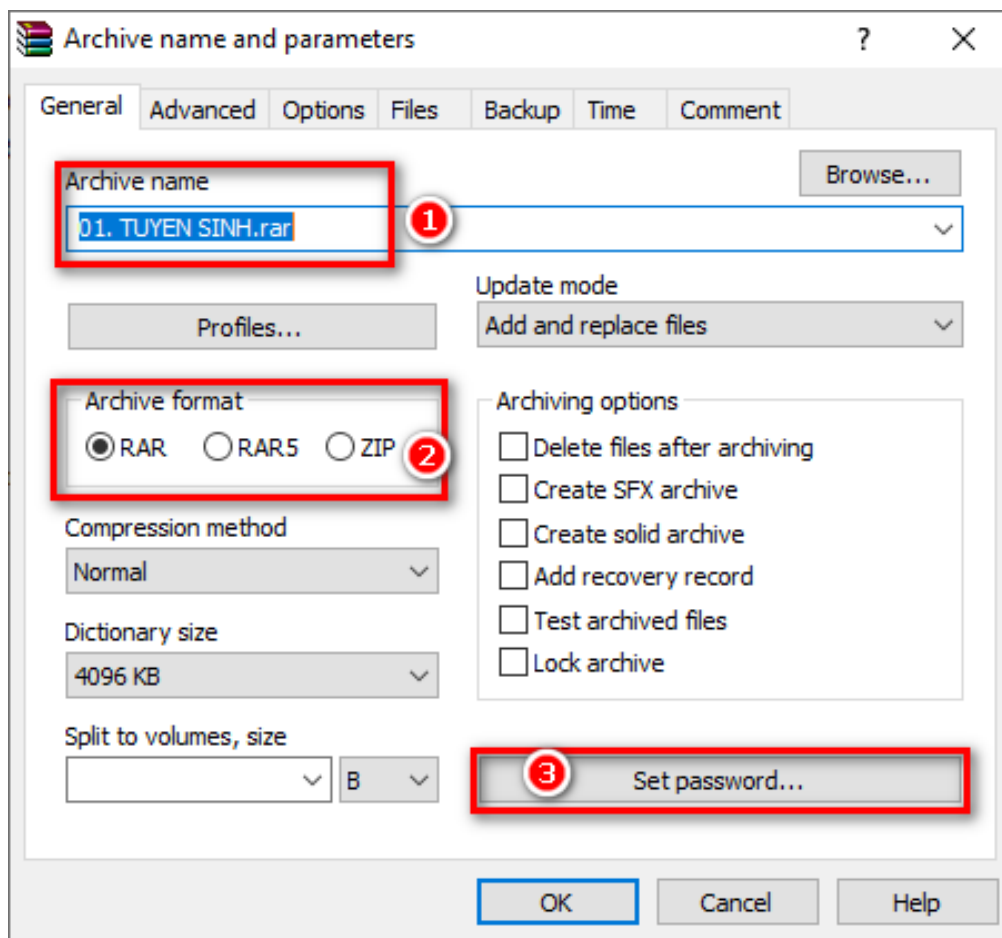 Archive name and parameters ?
General Advanced Options Files Backup Time Comment
Archive name
Browse...
01. TUYEN SINH.rar
1
Update mode
Profiles...
Add and replace files
Archive format
RAR RAR5 ZIP
2
Archiving options
Delete files after archiving
Create SFX archive
Create solid archive
Add recovery record
Test archived files
Lock archive
Compression method
Normal
Dictionary size
4096 KB
Split to volumes, size
B
3
Set password...
OK Cancel Help